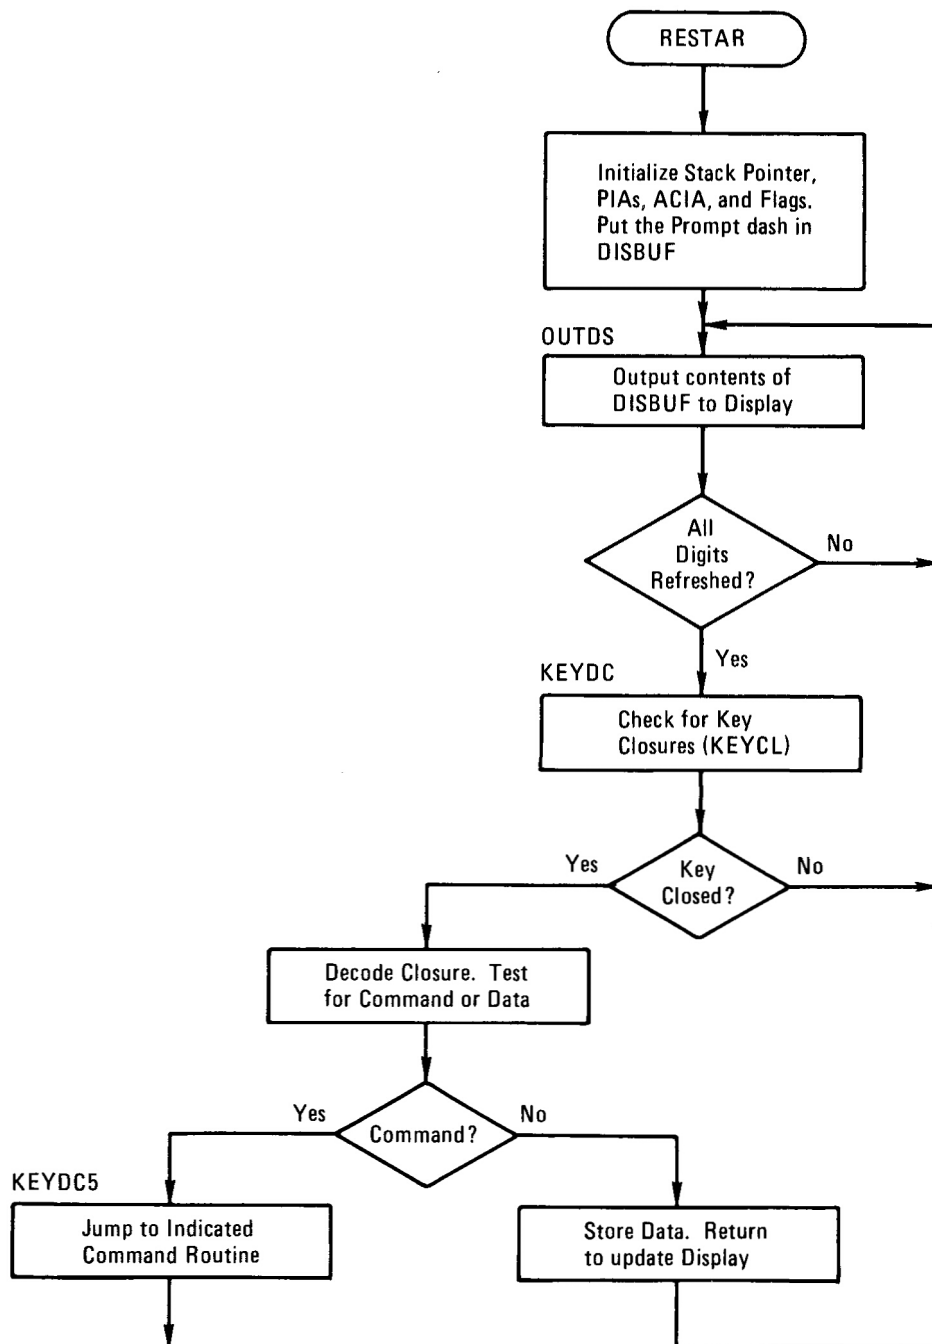 RESTAR
Initialize Stack Pointer,
PIAs, ACIA, and Flags.
Put the Prompt dash in
DISBUF
OUTDS
Output contents of
DISBUF to Display
All
Digits
Refreshed?
No
Yes
KEYDC
Check for Key
Closures (KEYCL)
Yes
Key
Closed?
No
Decode Closure. Test
for Command or Data
Yes
Command?
No
KEYDC5
Jump to Indicated
Command Routine
Store Data. Return
to update Display